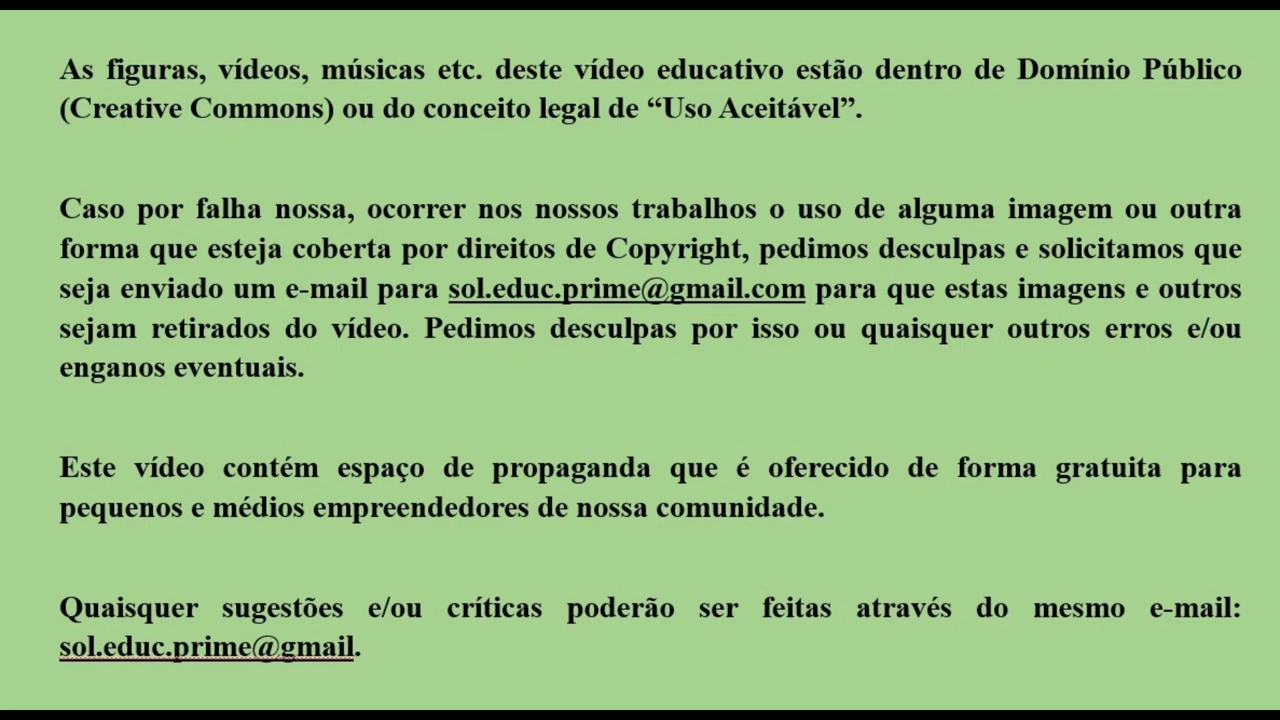 As figuras, vídeos, músicas etc. deste vídeo educativo estão dentro de Domínio Público
(Creative Commons) ou do conceito legal de “Uso Aceitável”.
Caso por falha nossa, ocorrer nos nossos trabalhos o uso de alguma imagem ou outra
forma que esteja coberta por direitos de Copyright, pedimos desculpas e solicitamos que
seja enviado um e-mail para sol.educ.prime@gmail.com para que estas imagens e outros
sejam retirados do vídeo. Pedimos desculpas por isso ou quaisquer outros erros e/ou
enganos eventuais.
Este vídeo contém espaço de propaganda que é oferecido de forma gratuita para
pequenos e médios empreendedores de nossa comunidade.
Quaisquer sugestões e/ou críticas poderão ser feitas através do mesmo e-mail:
sol.educ.prime@gmail.